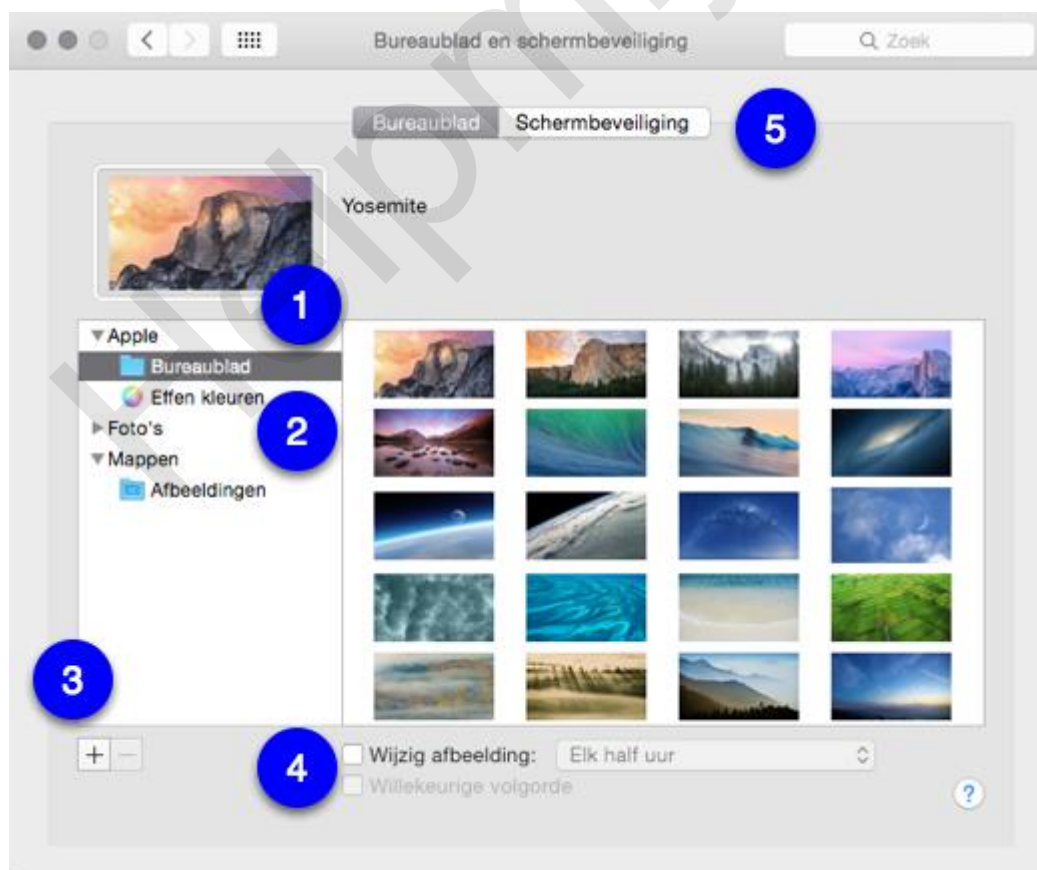 Bureaublad en schermbeveiliging
Zoek
Bureaublad Schermbeveiliging
5
Yosemite
1
Apple
Bureaublad
Effen kleuren
2
Foto's
Mappen
Afbeeldingen
3
4
Wijzig afbeelding: Elk half uur
Willekeurige volgorde
?
Helpm